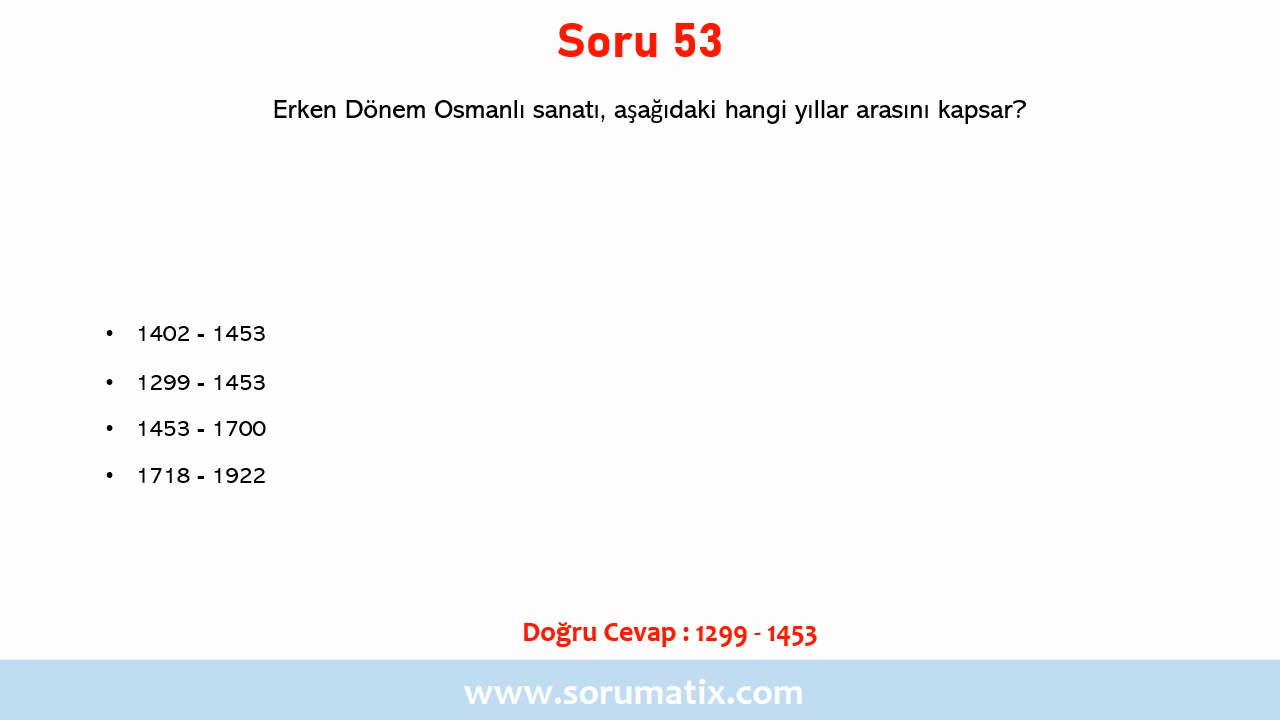 Soru 53
Erken Dönem Osmanlı sanatı, aşağıdaki hangi yıllar arasını kapsar?
• 1402 - 1453
• 1299 - 1453
• 1453 - 1700
• 1718 - 1922
Doğru Cevap : 1299 - 1453
www.sorumatix.com